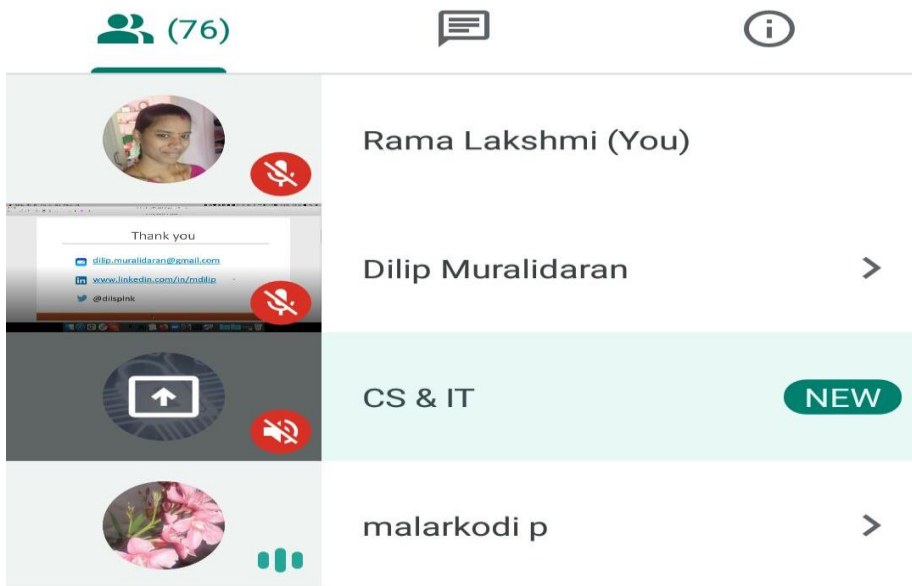 (76)
Rama Lakshmi (You)
Thank you
dilip.muralidaran@gmail.com
www.linkedin.com/in/mdilip
@dilsplnk
Dilip Muralidaran
CS & IT
NEW
malarkodi p